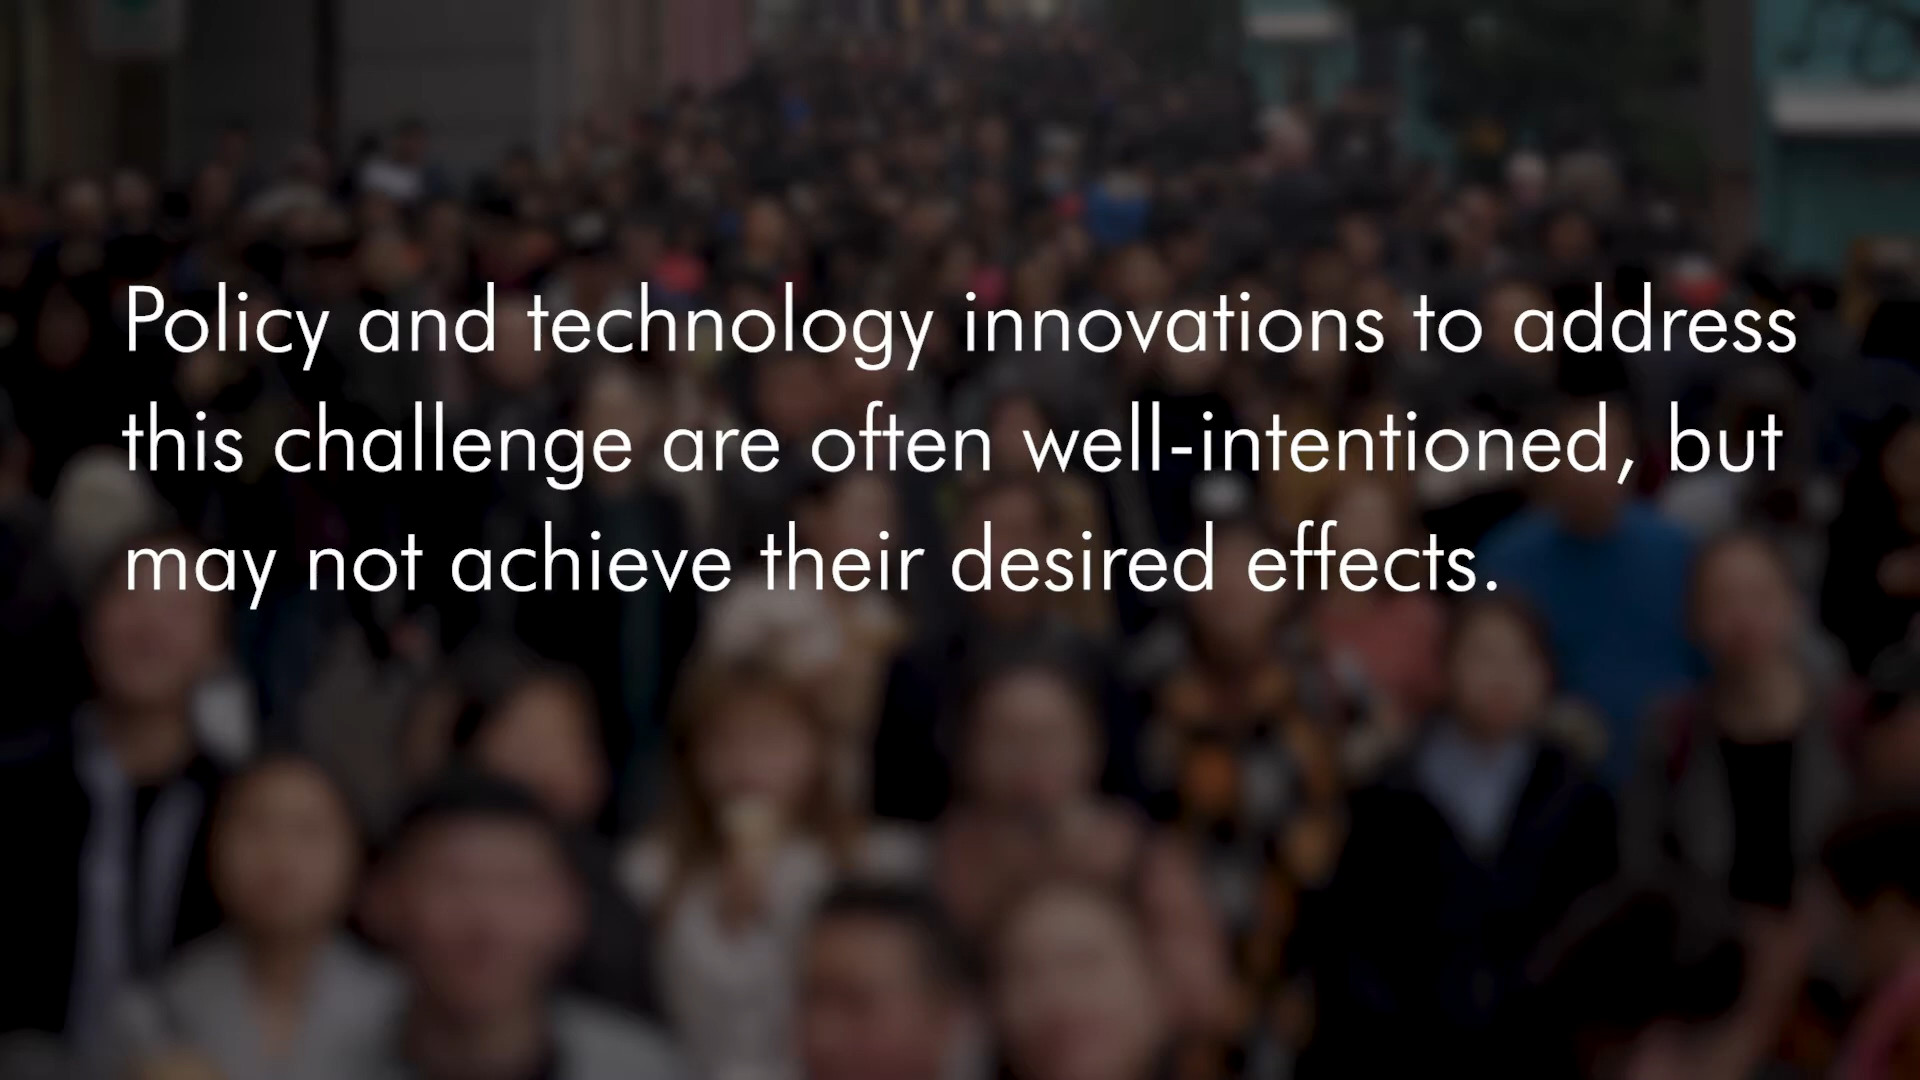 Policy and technology innovations to address
this challenge are often well-intentioned, but
may not achieve their desired effects.